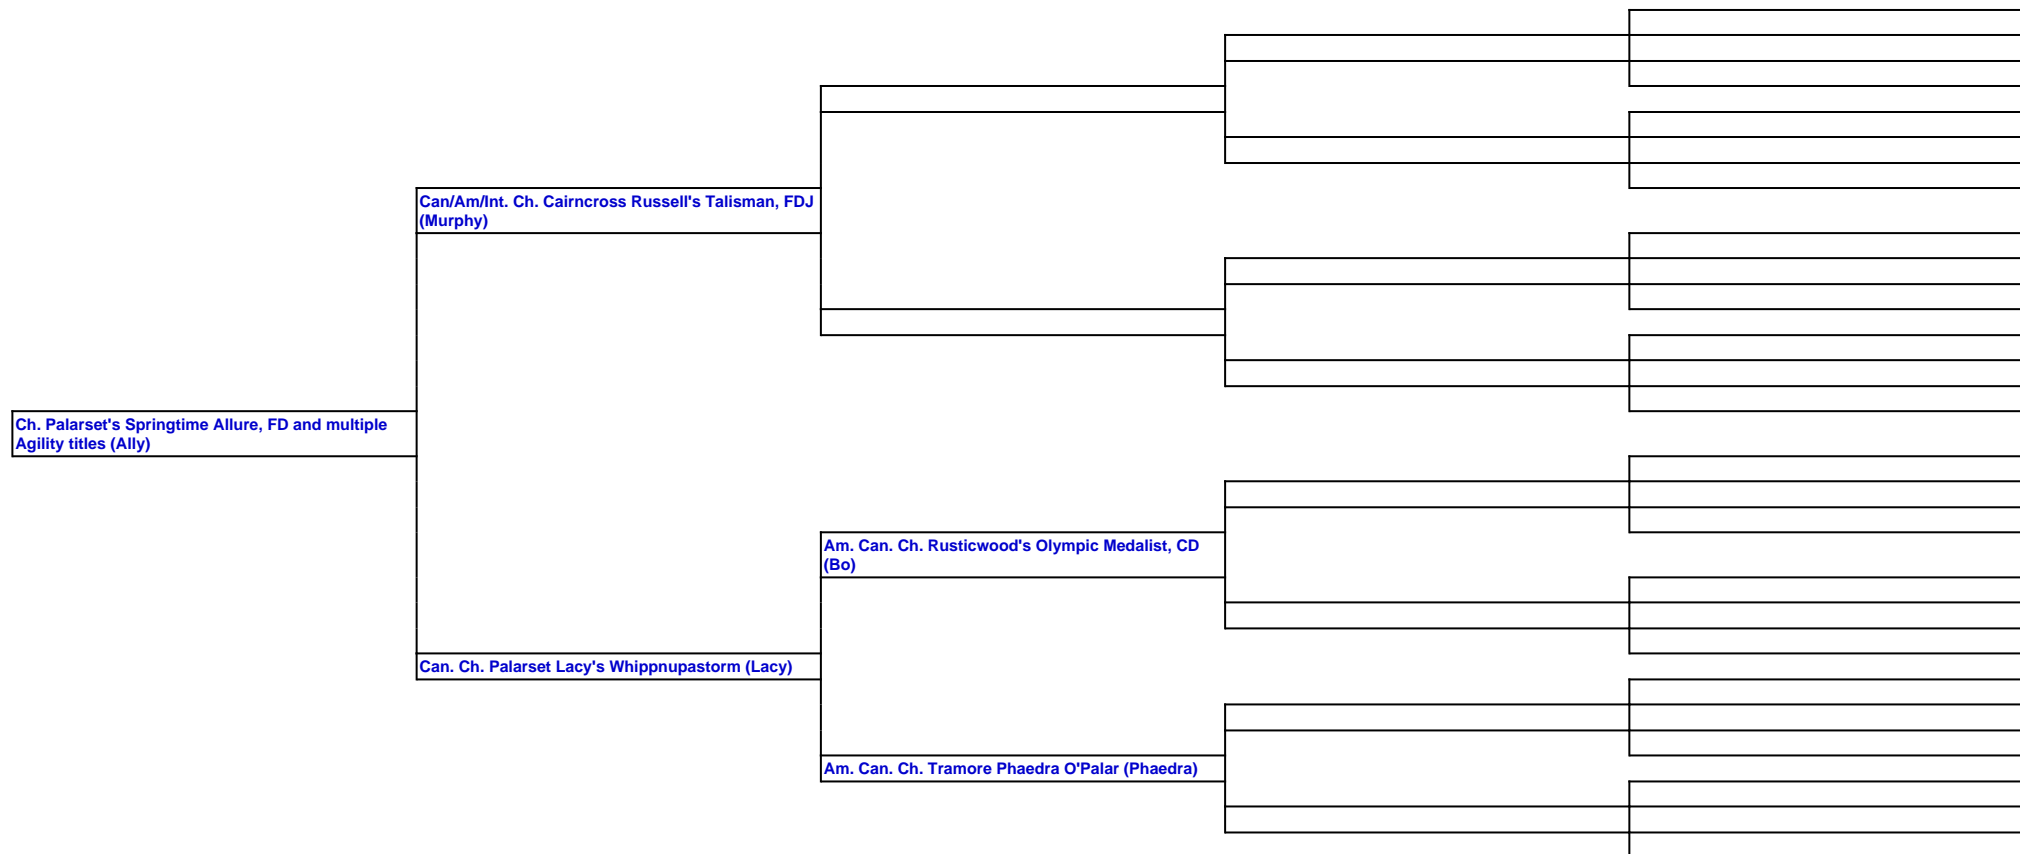 Can/Am/Int. Ch. Cairncross Russell's Talisman, FDJ
(Murphy)
Ch. Palarset's Springtime Allure, FD and multiple
Agility titles (Ally)
Am. Can. Ch. Rusticwood's Olympic Medalist, CD
(Bo)
Can. Ch. Palarset Lacy's Whippnupastorm (Lacy)
Am. Can. Ch. Tramore Phaedra O'Palar (Phaedra)